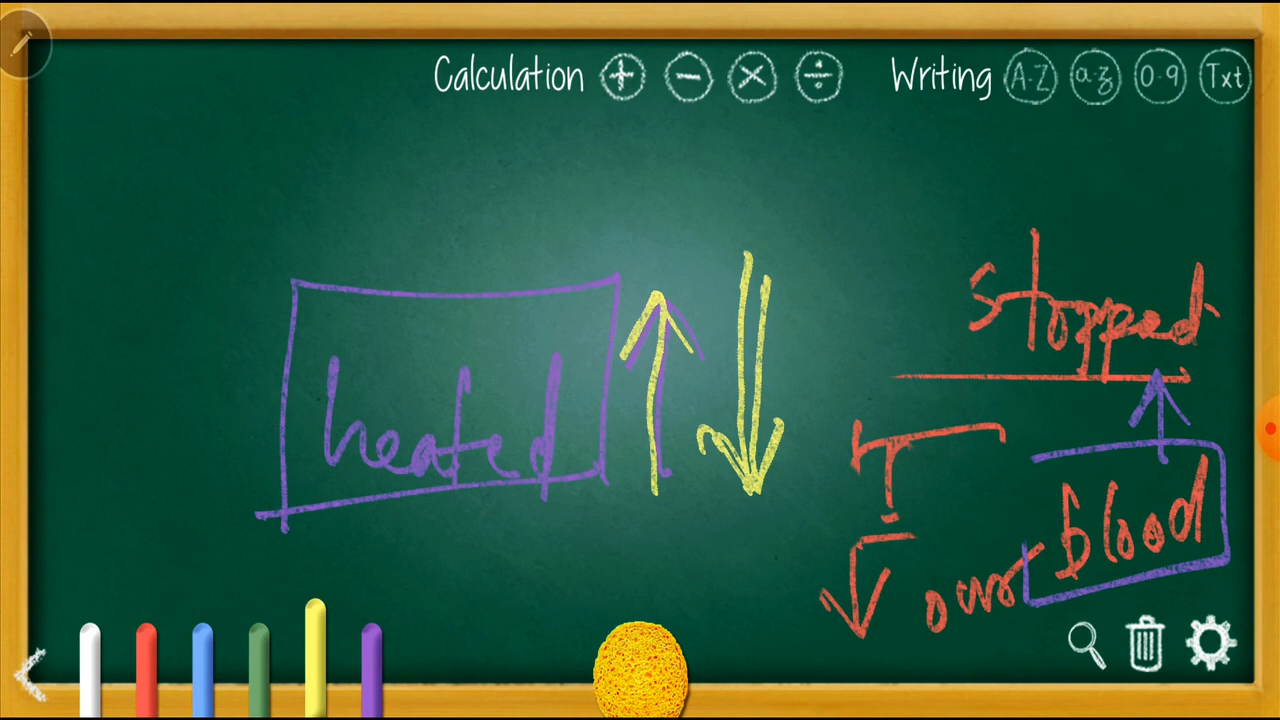 Calculation + - × ÷ Writing A-Z a-z 0-9 Txt
stopped
heated
T
our blood